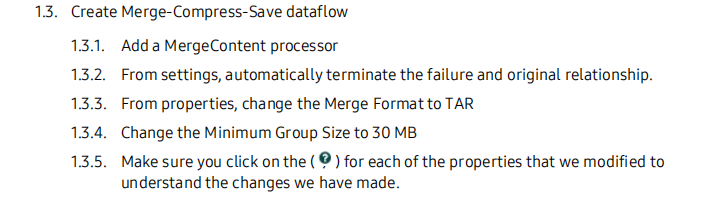 1.3. Create Merge-Compress-Save dataflow
1.3.1. Add a MergeContent processor
1.3.2. From settings, automatically terminate the failure and original relationship.
1.3.3. From properties, change the Merge Format to TAR
1.3.4. Change the Minimum Group Size to 30 MB
1.3.5. Make sure you click on the ( ? ) for each of the properties that we modified to
understand the changes we have made.